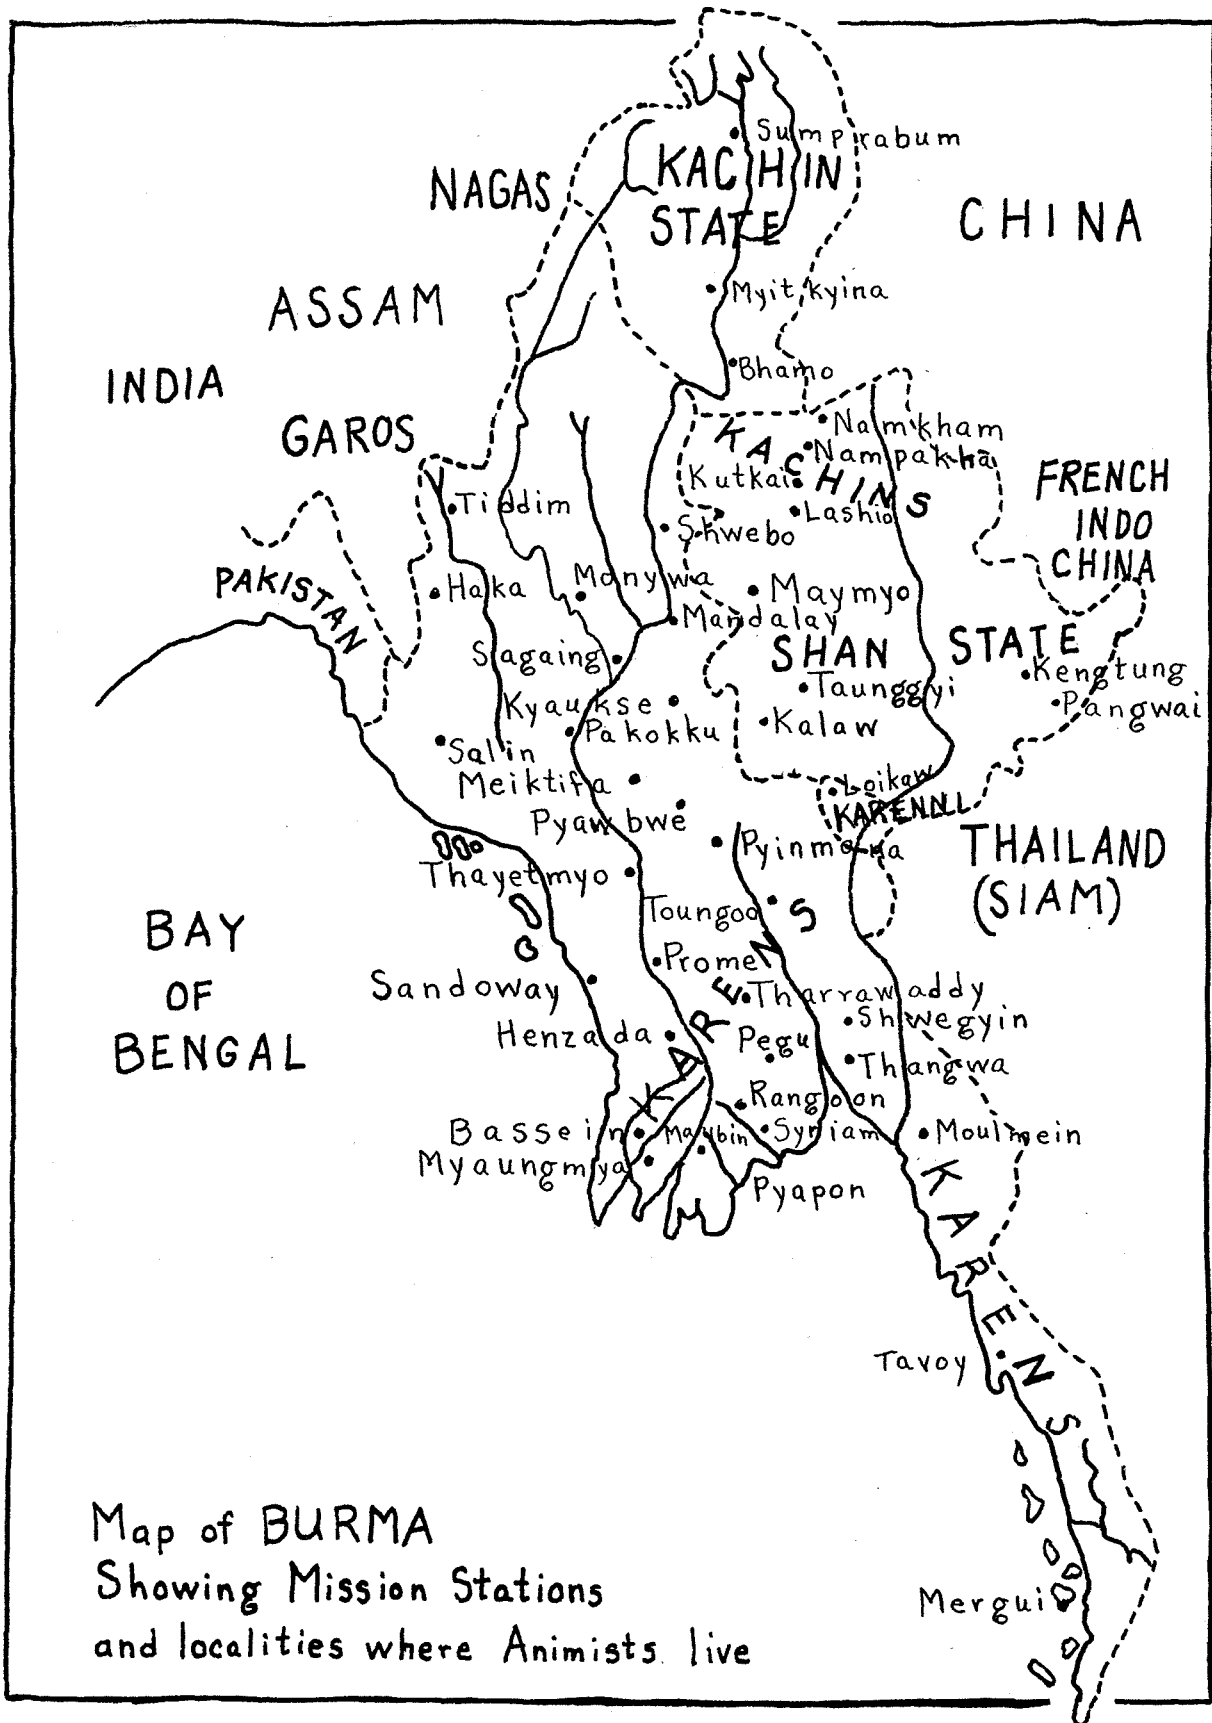 Sumprabum
KACHIN
STATE
NAGAS
CHINA
ASSAM
Myitkyina
INDIA
Bhamo
GAROS
Namkham
KACHINS
Nampakha
Kutkai
FRENCH
INDO
CHINA
Tiddim
Lashio
Shwebo
PAKISTAN
Haka
Monywa
Maymyo
Mandalay
SHAN STATE
Sagaing
Kengtung
Taunggyi
Kyaukse
Pangwai
Kalaw
Pakokku
Salin
Meiktila
Loikaw
KARENNI
Pyawbwe
Pyinmana
THAILAND
(SIAM)
Thayetmyo
Toungoo
BAY
OF
BENGAL
Prome
Sandoway
Tharrawaddy
Shwegyin
Henzada
Pegu
KARENS
Thangwa
Rangoon
Bassein
Maubin
Syriam
Moulmein
Myaungmya
Pyapon
KARENS
Tavoy
Mergui
Map of BURMA
Showing Mission Stations
and localities where Animists live